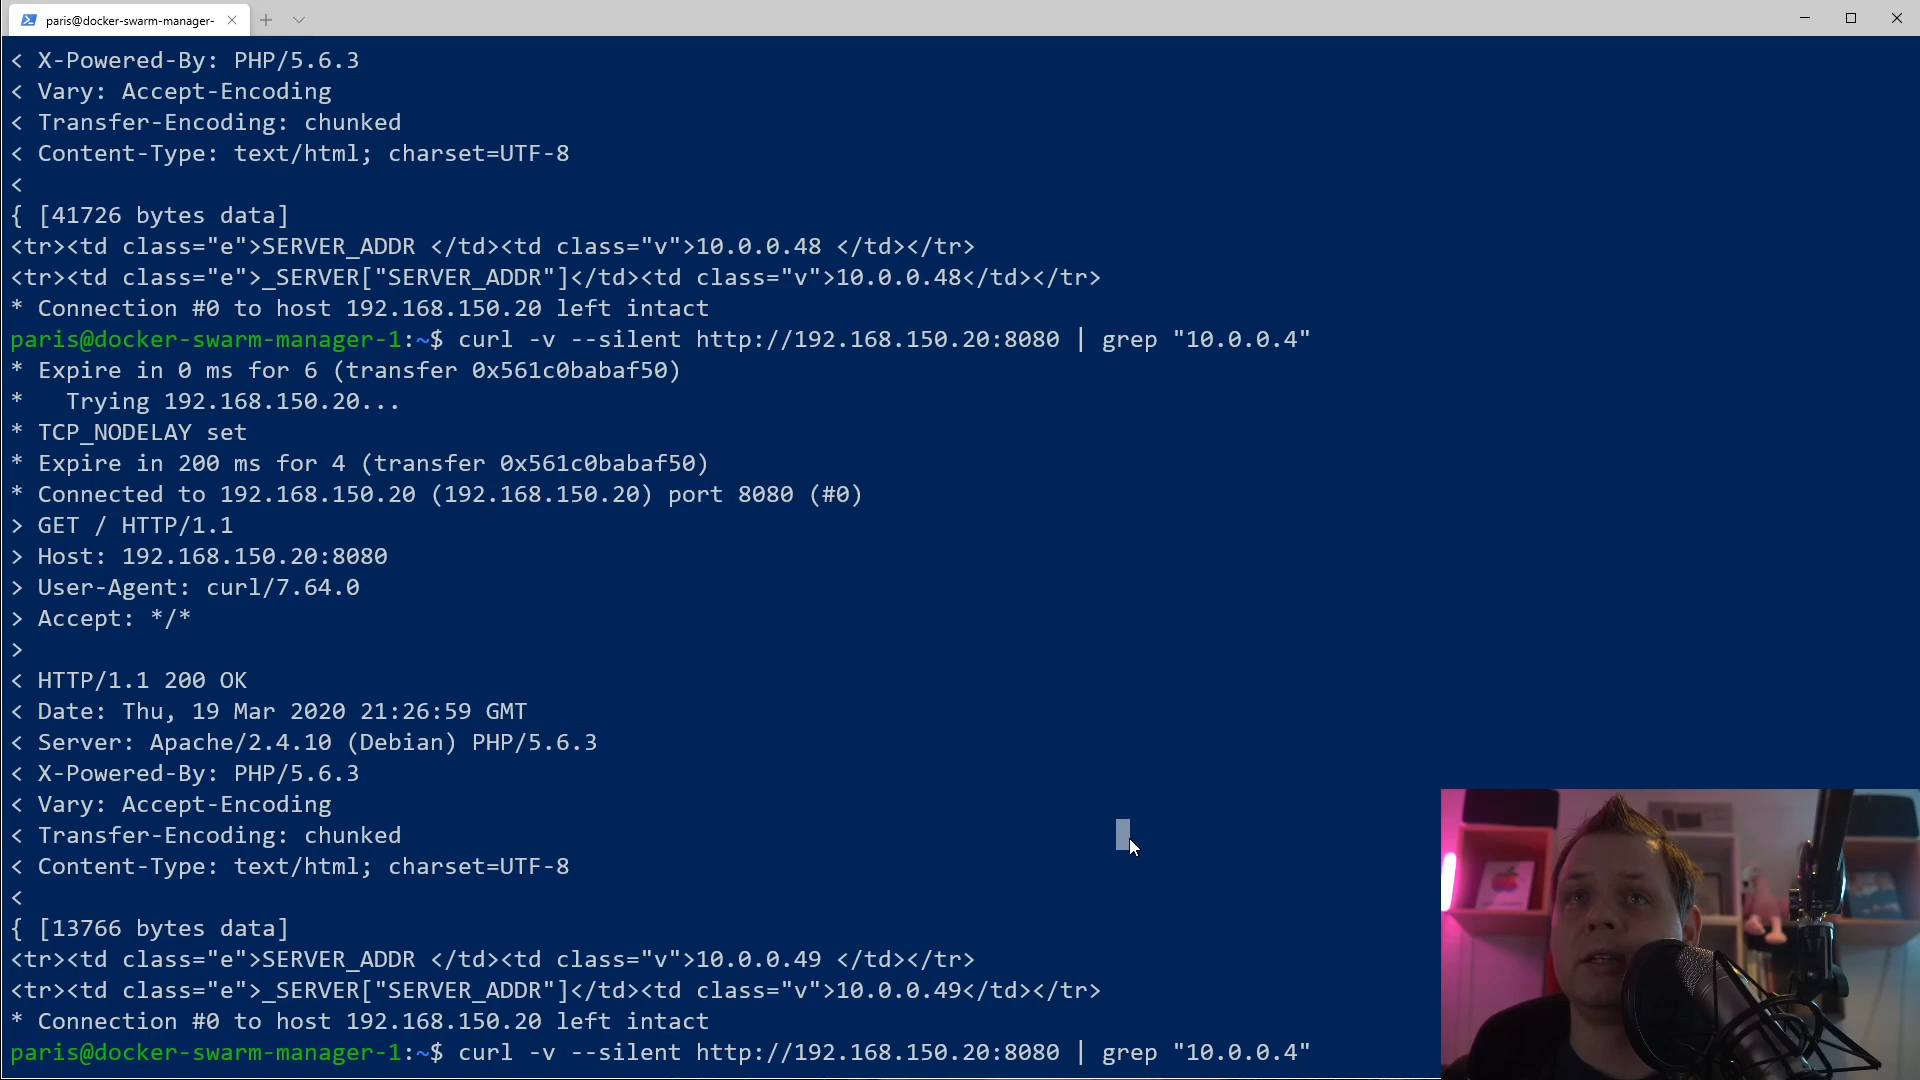 paris@docker-swarm-manager-
< X-Powered-By: PHP/5.6.3
< Vary: Accept-Encoding
< Transfer-Encoding: chunked
< Content-Type: text/html; charset=UTF-8
<
{ [41726 bytes data]
<tr><td class="e">SERVER_ADDR </td><td class="v">10.0.0.48 </td></tr>
<tr><td class="e">_SERVER["SERVER_ADDR"]</td><td class="v">10.0.0.48</td></tr>
* Connection #0 to host 192.168.150.20 left intact
paris@docker-swarm-manager-1:~$ curl -v --silent http://192.168.150.20:8080 | grep "10.0.0.4"
* Expire in 0 ms for 6 (transfer 0x561c0babaf50)
*   Trying 192.168.150.20...
* TCP_NODELAY set
* Expire in 200 ms for 4 (transfer 0x561c0babaf50)
* Connected to 192.168.150.20 (192.168.150.20) port 8080 (#0)
> GET / HTTP/1.1
> Host: 192.168.150.20:8080
> User-Agent: curl/7.64.0
> Accept: */*
>
< HTTP/1.1 200 OK
< Date: Thu, 19 Mar 2020 21:26:59 GMT
< Server: Apache/2.4.10 (Debian) PHP/5.6.3
< X-Powered-By: PHP/5.6.3
< Vary: Accept-Encoding
< Transfer-Encoding: chunked
< Content-Type: text/html; charset=UTF-8
<
{ [13766 bytes data]
<tr><td class="e">SERVER_ADDR </td><td class="v">10.0.0.49 </td></tr>
<tr><td class="e">_SERVER["SERVER_ADDR"]</td><td class="v">10.0.0.49</td></tr>
* Connection #0 to host 192.168.150.20 left intact
paris@docker-swarm-manager-1:~$ curl -v --silent http://192.168.150.20:8080 | grep "10.0.0.4"